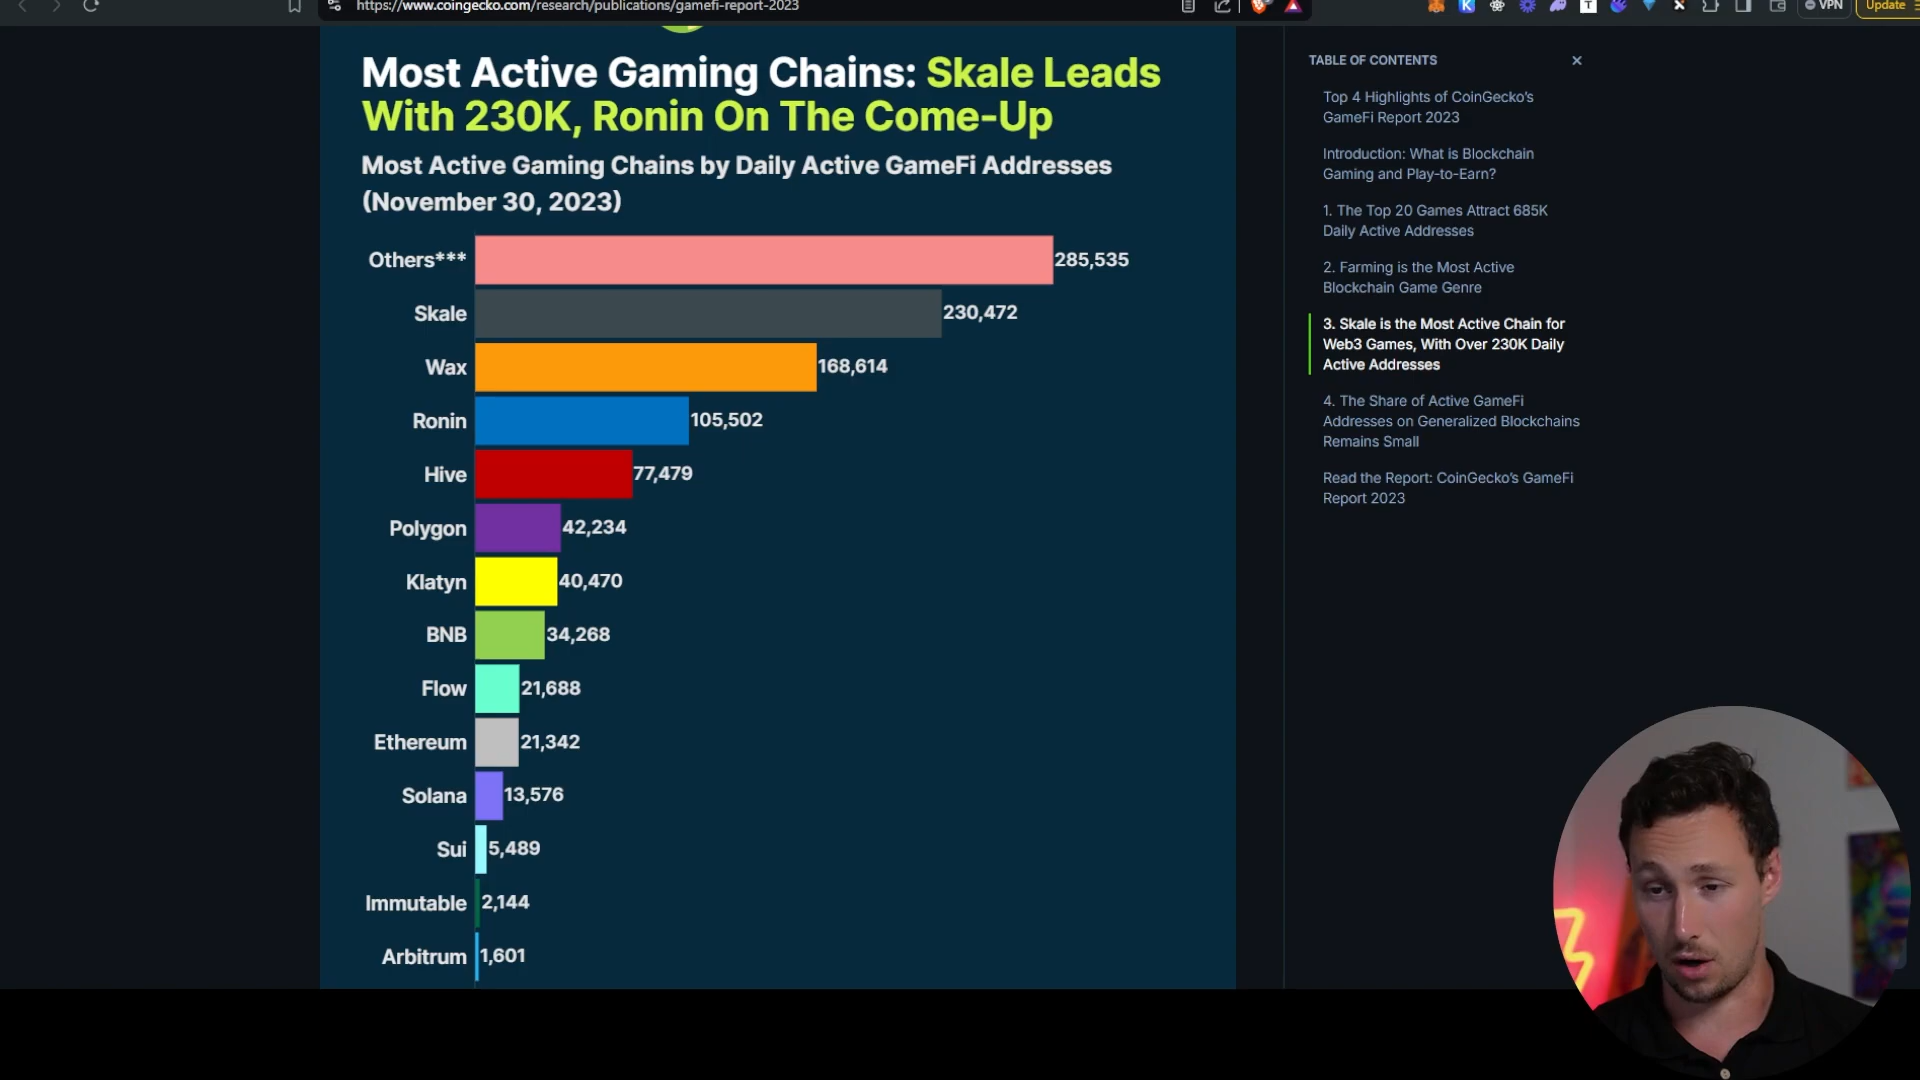 https://www.coingecko.com/research/publications/gamefi-report-2023
VPN
Update
Most Active Gaming Chains: Skale Leads
With 230K, Ronin On The Come-Up
Most Active Gaming Chains by Daily Active GameFi Addresses
(November 30, 2023)
Others*** 285,535
Skale 230,472
Wax 168,614
Ronin 105,502
Hive 77,479
Polygon 42,234
Klatyn 40,470
BNB 34,268
Flow 21,688
Ethereum 21,342
Solana 13,576
Sui 5,489
Immutable 2,144
Arbitrum 1,601
TABLE OF CONTENTS
Top 4 Highlights of CoinGecko's
GameFi Report 2023
Introduction: What is Blockchain
Gaming and Play-to-Earn?
1. The Top 20 Games Attract 685K
Daily Active Addresses
2. Farming is the Most Active
Blockchain Game Genre
3. Skale is the Most Active Chain for
Web3 Games, With Over 230K Daily
Active Addresses
4. The Share of Active GameFi
Addresses on Generalized Blockchains
Remains Small
Read the Report: CoinGecko's GameFi
Report 2023